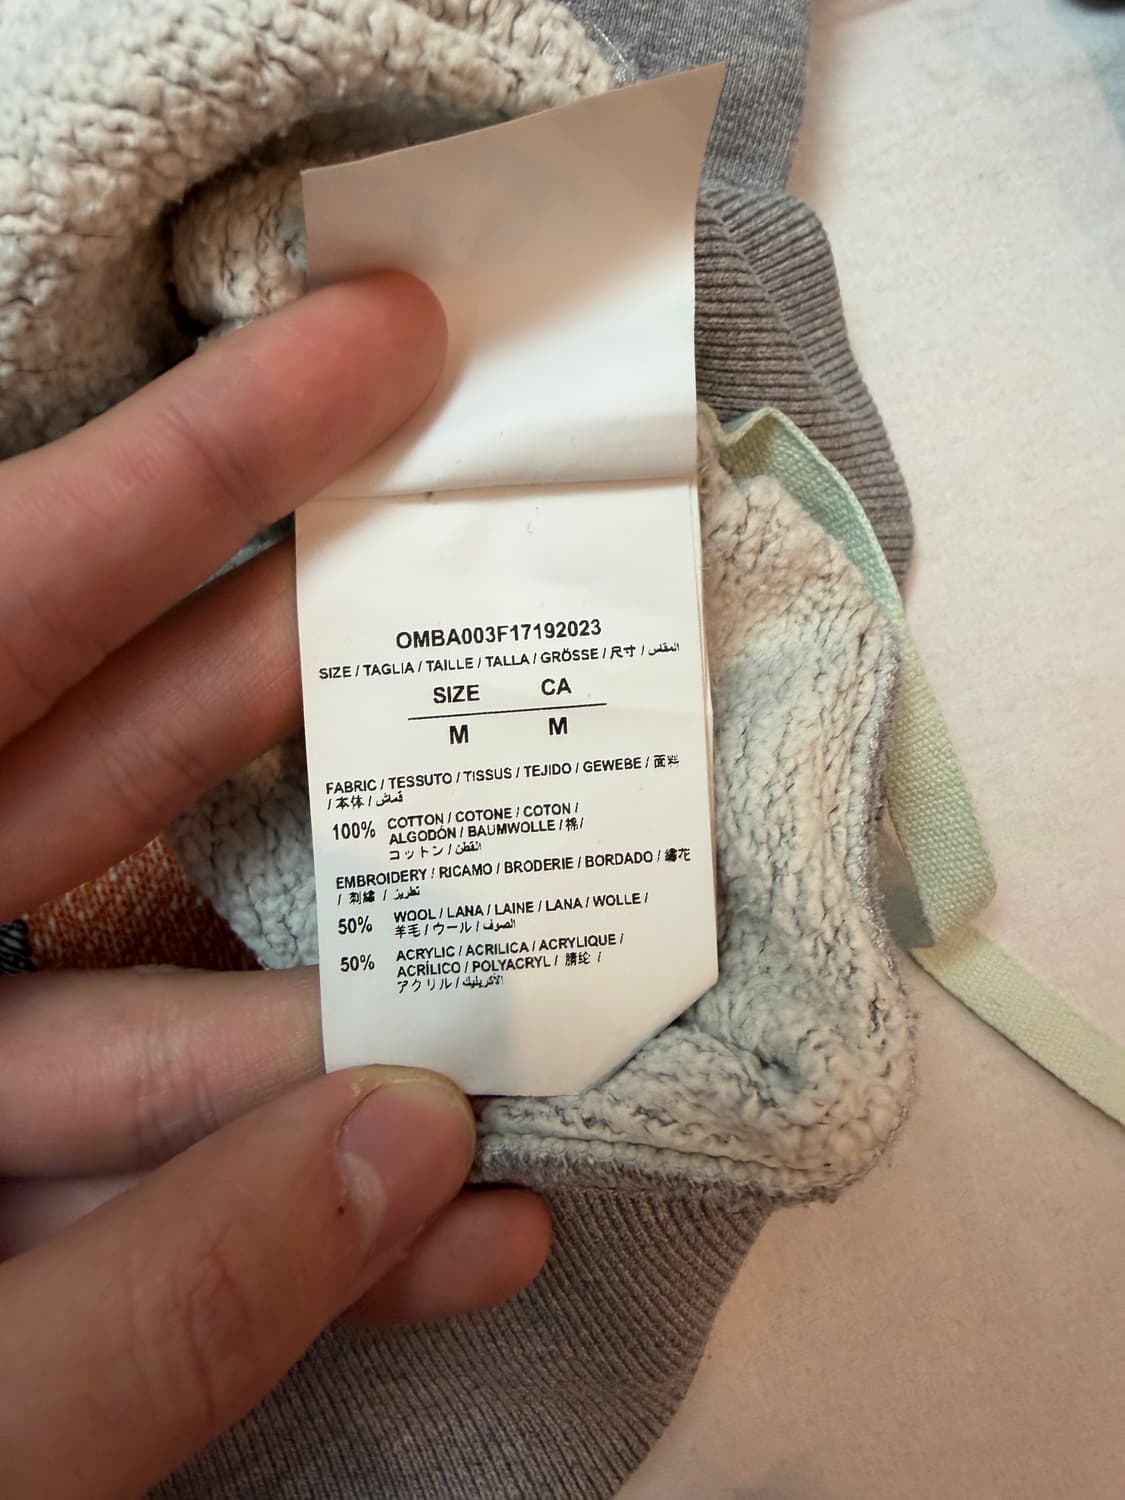 OMBA003F17192023
SIZE / TAGLIA / TAILLE / TALLA / GRÖSSE / 尺寸 / المقاس
SIZE CA
M M
FABRIC / TESSUTO / TISSUS / TEJIDO / GEWEBE / 面料
/ 本体 / قماش
100% COTTON / COTONE / COTON /
ALGODÓN / BAUMWOLLE / 棉 /
コットン / القطن
EMBROIDERY / RICAMO / BRODERIE / BORDADO / 繡花
/ 刺繍 / تطريز
50% WOOL / LANA / LAINE / LANA / WOLLE /
羊毛 / ウール / الصوف
50% ACRYLIC / ACRILICA / ACRYLIQUE /
ACRÍLICO / POLYACRYL / 腈纶 /
アクリル / الأكريليك